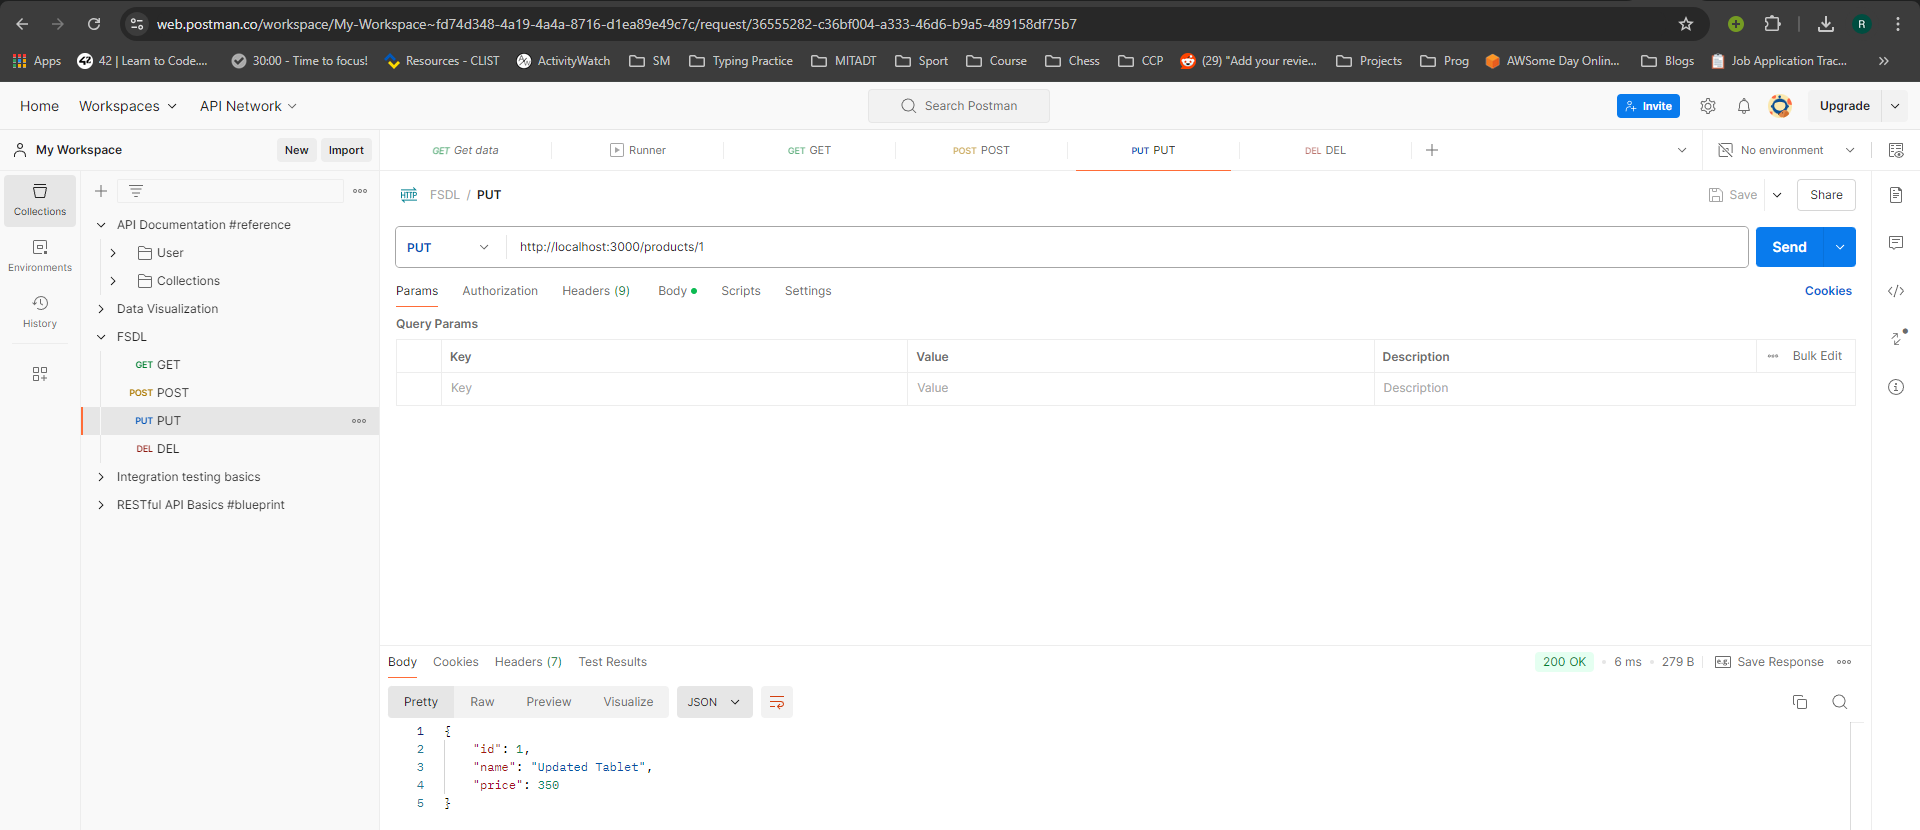 web.postman.co/workspace/My-Workspace~fd74d348-4a19-4a4a-8716-d1ea89e49c7c/request/36555282-c36bf004-a333-46d6-b9a5-489158df75b7
R
Apps 42 | Learn to Code.... 30:00 - Time to focus! Resources - CLIST ActivityWatch SM Typing Practice MITADT Sport Course Chess CCP (29) "Add your revie... Projects Prog AWSome Day Onlin... Blogs Job Application Trac... »
Home Workspaces API Network Search Postman Invite Upgrade
My Workspace New Import GET Get data Runner GET GET POST POST PUT PUT DEL DEL No environment
Collections
Environments
History
API Documentation #reference
User
Collections
Data Visualization
FSDL
GET GET
POST POST
PUT PUT
DEL DEL
Integration testing basics
RESTful API Basics #blueprint
HTTP FSDL / PUT Save Share
PUT http://localhost:3000/products/1 Send
Params Authorization Headers (9) Body Scripts Settings Cookies
Query Params
Key Value Description Bulk Edit
Key Value Description
Body Cookies Headers (7) Test Results 200 OK 6 ms 279 B e.g. Save Response
Pretty Raw Preview Visualize JSON
1 {
2 "id": 1,
3 "name": "Updated Tablet",
4 "price": 350
5 }